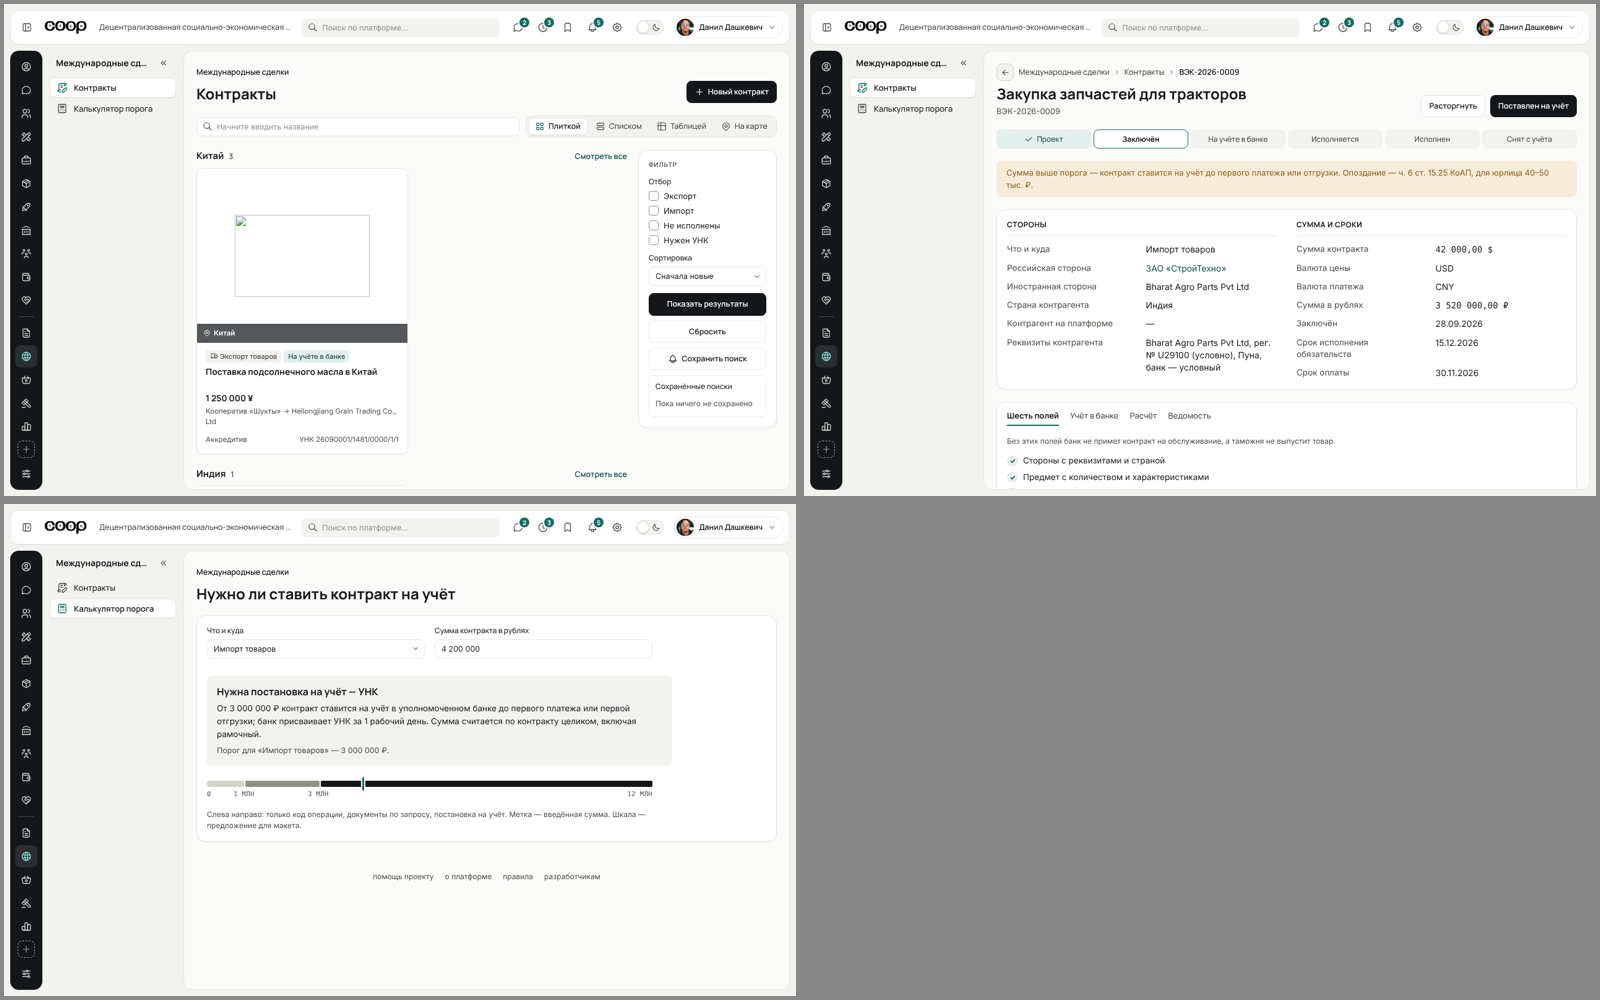 coop
Децентрализованная социально-экономическая ...
Поиск по платформе...
2
3
5
Данил Дашкевич
Международные сд...
Контракты
Калькулятор порога
Международные сделки
Контракты
+ Новый контракт
Начните вводить название
Плиткой
Списком
Таблицей
На карте
Китай 3
Смотреть все
Китай
Экспорт товаров
На учёте в банке
Поставка подсолнечного масла в Китай
1 250 000 ¥
Кооператив «Шукты» → Heilongjiang Grain Trading Co.,
Ltd
Аккредитив
УНК 26090001/1481/0000/1/1
Индия 1
Смотреть все
ФИЛЬТР
Отбор
Экспорт
Импорт
Не исполнены
Нужен УНК
Сортировка
Сначала новые
Показать результаты
Сбросить
Сохранить поиск
Сохранённые поиски
Пока ничего не сохранено
coop
Децентрализованная социально-экономическая ...
Поиск по платформе...
2
3
5
Данил Дашкевич
Международные сд...
Контракты
Калькулятор порога
Международные сделки > Контракты > ВЭК-2026-0009
Закупка запчастей для тракторов
ВЭК-2026-0009
Расторгнуть
Поставлен на учёт
Проект
Заключён
На учёте в банке
Исполняется
Исполнен
Снят с учёта
Сумма выше порога — контракт ставится на учёт до первого платежа или отгрузки. Опоздание — ч. 6 ст. 15.25 КоАП, для юрлица 40–50
тыс. ₽.
СТОРОНЫ
Что и куда
Импорт товаров
Российская сторона
ЗАО «СтройТехно»
Иностранная сторона
Bharat Agro Parts Pvt Ltd
Страна контрагента
Индия
Контрагент на платформе
—
Реквизиты контрагента
Bharat Agro Parts Pvt Ltd, рег.
№ U29100 (условно), Пуна,
банк — условный
СУММА И СРОКИ
Сумма контракта
42 000,00 $
Валюта цены
USD
Валюта платежа
CNY
Сумма в рублях
3 520 000,00 ₽
Заключён
28.09.2026
Срок исполнения
обязательств
15.12.2026
Срок оплаты
30.11.2026
Шесть полей
Учёт в банке
Расчёт
Ведомость
Без этих полей банк не примет контракт на обслуживание, а таможня не выпустит товар.
Стороны с реквизитами и страной
Предмет с количеством и характеристиками
coop
Децентрализованная социально-экономическая ...
Поиск по платформе...
2
3
5
Данил Дашкевич
Международные сд...
Контракты
Калькулятор порога
Международные сделки
Нужно ли ставить контракт на учёт
Что и куда
Импорт товаров
Сумма контракта в рублях
4 200 000
Нужна постановка на учёт — УНК
От 3 000 000 ₽ контракт ставится на учёт в уполномоченном банке до первого платежа или первой
отгрузки; банк присваивает УНК за 1 рабочий день. Сумма считается по контракту целиком, включая
рамочный.
Порог для «Импорт товаров» — 3 000 000 ₽.
0
1 МЛН
3 МЛН
12 МЛН
Слева направо: только код операции, документы по запросу, постановка на учёт. Метка — введённая сумма. Шкала —
предложение для макета.
помощь проекту
о платформе
правила
разработчикам